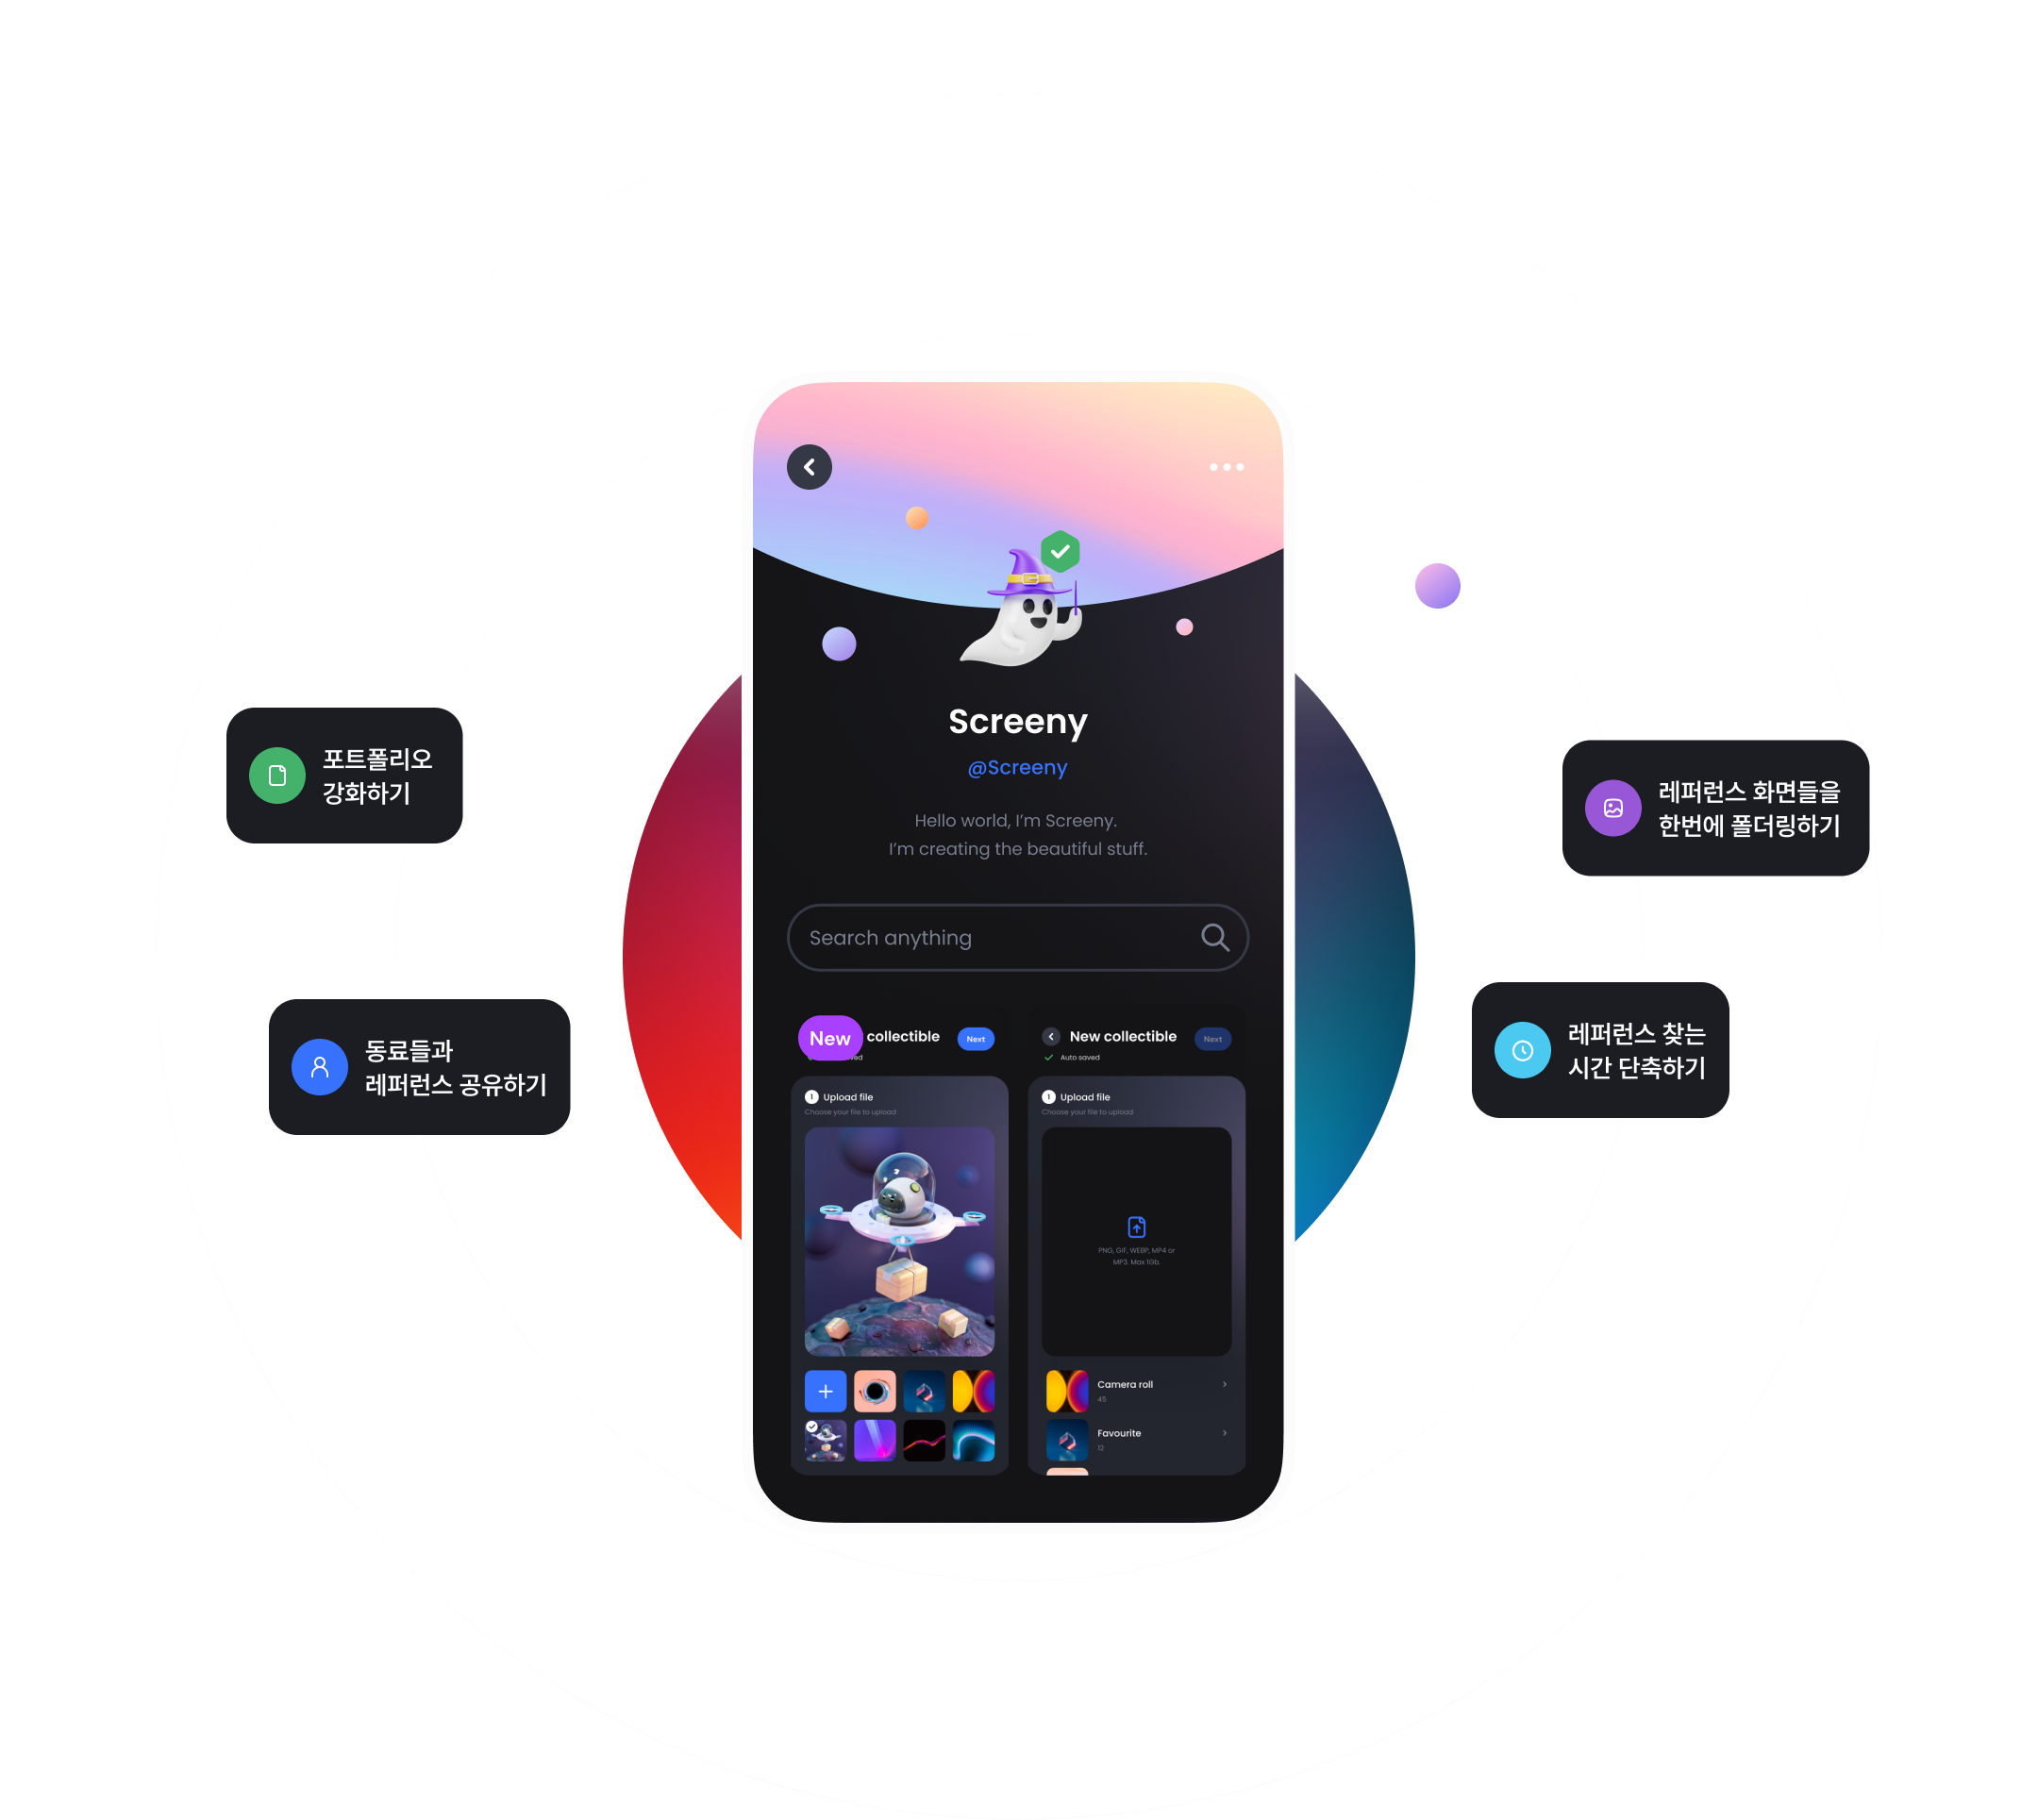 포트폴리오
강화하기
동료들과
레퍼런스 공유하기
Screeny
@Screeny
Hello world, I’m Screeny.
I’m creating the beautiful stuff.
Search anything
New collectible
Next
ved
1 Upload file
Choose your file to upload
New collectible
Next
Auto saved
1 Upload file
Choose your file to upload
PNG, GIF, WEBP, MP4 or
MP3. Max 1Gb.
Camera roll
45
Favourite
12
레퍼런스 화면들을
한번에 폴더링하기
레퍼런스 찾는
시간 단축하기